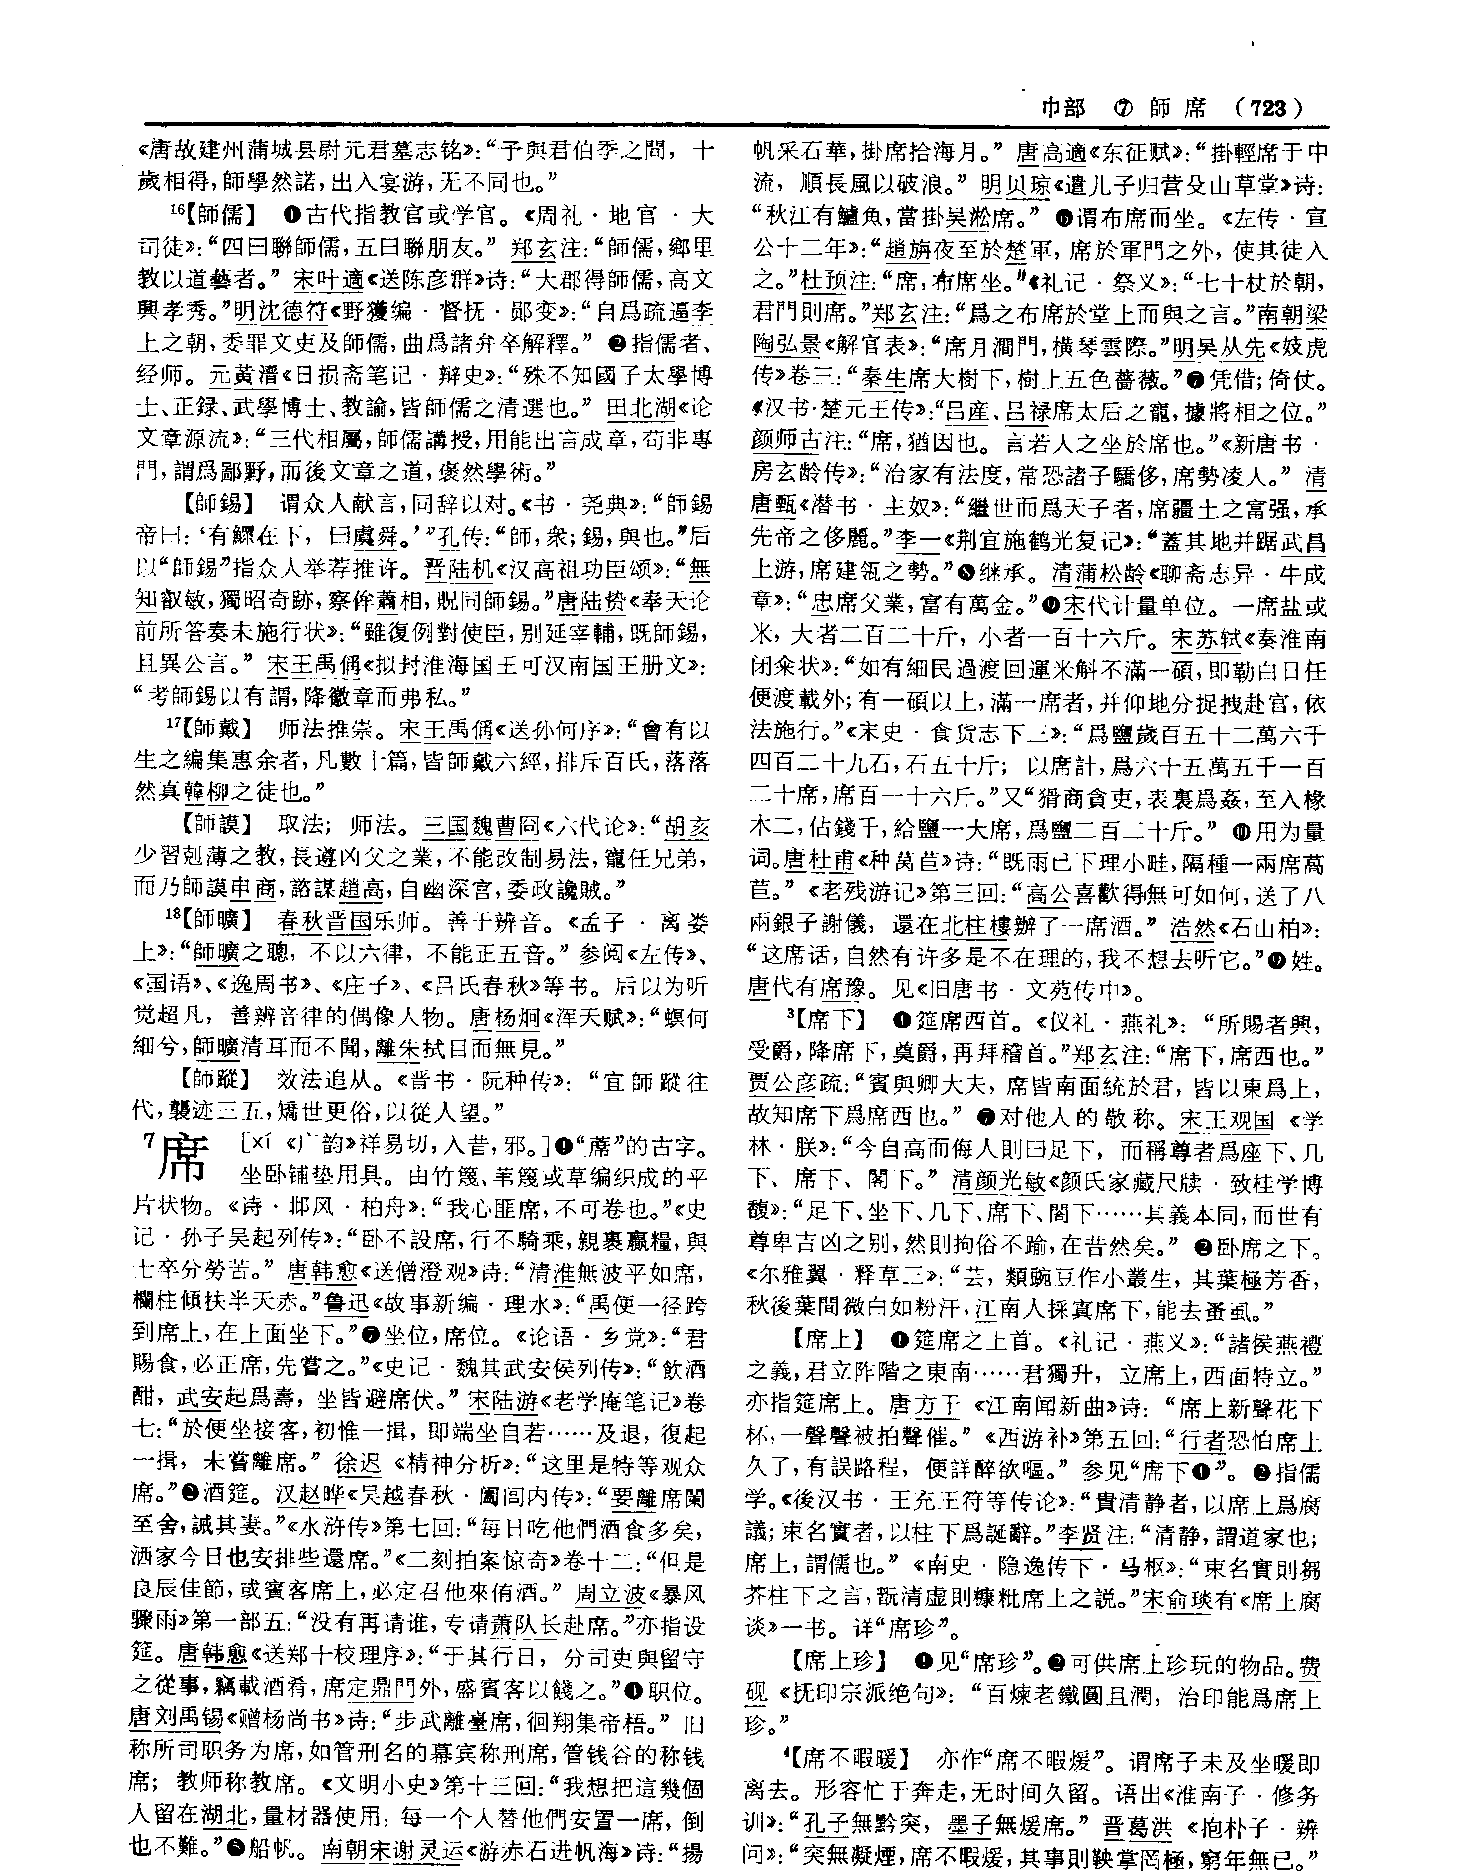 巾部 ⑦ 師 席 (723)
《唐故建州蒲城县尉元君墓志铭》：“予與君伯季之間，十
歲相得，師學然諾，出入宴游，无不同也。”
16【師儒】 ❶古代指教官或学官。《周礼·地官·大
司徒》：“四曰聯師儒，五曰聯朋友。” 郑玄注：“師儒，鄉里
教以道藝者。” 宋叶適《送陈彦群》诗：“大郡得師儒，高文
興孝秀。”明沈德符《野獲编·督抚·郧变》：“自爲疏逼李
上之朝，委罪文吏及師儒，曲爲諸弁卒解釋。” ❷指儒者、
经师。元黄溍《日损斋笔记·辩史》：“殊不知國子太學博
士、正録、武學博士、教諭，皆師儒之清選也。” 田北湖《论
文章源流》：“三代相屬，師儒講授，用能出言成章，苟非專
門，謂爲鄙野，而後文章之道，褒然學術。”
【師錫】 谓众人献言，同辞以对。《书·尧典》：“師錫
帝曰：‘有鰥在下，曰虞舜。’”孔传：“師，衆；錫，與也。”后
以“師錫”指众人举荐推许。晋陆机《汉高祖功臣颂》：“無
知叡敏，獨昭奇跡，察侔蕭相，貺同師錫。”唐陆贽《奉天论
前所答奏未施行状》：“雖復例對使臣，别延宰輔，既師錫，
且異公言。” 宋王禹偁《拟封淮海国王可汉南国王册文》：
“考師錫以有謂，降徽章而弗私。”
17【師戴】 师法推崇。宋王禹偁《送孙何序》：“會有以
生之编集惠余者，凡數十篇，皆師戴六經，排斥百氏，落落
然真韓柳之徒也。”
【師謨】 取法；师法。三国魏曹冏《六代论》：“胡亥
少習剋薄之教，長遵凶父之業，不能改制易法，寵任兄弟，
而乃師謨申商，諮謀趙高，自幽深宫，委政讒賊。”
18【師曠】 春秋晋国乐师。善于辨音。《孟子·离娄
上》：“師曠之聰，不以六律，不能正五音。” 参阅《左传》、
《国语》、《逸周书》、《庄子》、《吕氏春秋》等书。后以为听
觉超凡，善辨音律的偶像人物。唐杨炯《浑天赋》：“螟何
細兮，師曠清耳而不聞，離朱拭目而無見。”
【師蹤】 效法追从。《晋书·阮种传》：“宜師蹤往
代，襲迹三五，矯世更俗，以從人望。”
7席 [xí 《广韵》祥易切，入昔，邪。]❶“蓆”的古字。
坐卧铺垫用具。由竹篾、苇篾或草编织成的平
片状物。《诗·邶风·柏舟》：“我心匪席，不可卷也。”《史
记·孙子吴起列传》：“卧不設席，行不騎乘，親裹贏糧，與
士卒分勞苦。” 唐韩愈《送僧澄观》诗：“清淮無波平如席，
欄柱傾扶半天赤。”鲁迅《故事新编·理水》：“禹便一径跨
到席上，在上面坐下。”❷坐位，席位。《论语·乡党》：“君
賜食，必正席，先嘗之。”《史记·魏其武安侯列传》：“飲酒
酣，武安起爲壽，坐皆避席伏。” 宋陆游《老学庵笔记》卷
七：“於便坐接客，初惟一揖，即端坐自若……及退，復起
一揖，未嘗離席。” 徐迟《精神分析》：“这里是特等观众
席。”❸酒筵。汉赵晔《吴越春秋·阖闾内传》：“要離席闌
至舍，誡其妻。”《水浒传》第七回：“每日吃他們酒食多矣，
洒家今日也安排些還席。”《二刻拍案惊奇》卷十二：“但是
良辰佳節，或賓客席上，必定召他來侑酒。” 周立波《暴风
骤雨》第一部五：“没有再请谁，专请萧队长赴席。”亦指设
筵。唐韩愈《送郑十校理序》：“于其行日，分司吏與留守
之從事，竊載酒肴，席定鼎門外，盛賓客以餞之。”❹职位。
唐刘禹锡《赠杨尚书》诗：“步武離臺席，徊翔集帝梧。” 旧
称所司职务为席，如管刑名的幕宾称刑席，管钱谷的称钱
席；教师称教席。《文明小史》第十三回：“我想把這幾個
人留在湖北，量材器使用；每一个人替他們安置一席，倒
也不難。”❺船帆。南朝宋谢灵运《游赤石进帆海》诗：“揚
帆采石華，掛席拾海月。” 唐高適《东征赋》：“掛輕席于中
流，順長風以破浪。” 明贝琼《遣儿子归营殳山草堂》诗：
“秋江有鱸魚，當掛吴淞席。” ❻谓布席而坐。《左传·宣
公十二年》：“趙旃夜至於楚軍，席於軍門之外，使其徒入
之。”杜预注：“席，布席坐。”《礼记·祭义》：“七十杖於朝，
君問則席。”郑玄注：“爲之布席於堂上而與之言。”南朝梁
陶弘景《解官表》：“席月澗門，横琴雲際。”明吴从先《妓虎
传》卷三：“秦生席大樹下，樹上五色薔薇。”❼凭借；倚仗。
《汉书·楚元王传》：“吕産、吕禄席太后之寵，據將相之位。”
颜师古注：“席，猶因也。言若人之坐於席也。”《新唐书·
房玄龄传》：“治家有法度，常恐諸子驕侈，席勢凌人。” 清
唐甄《潜书·主奴》：“繼世而爲天子者，席疆土之富强，承
先帝之侈麗。”李一《荆宜施鹤光复记》：“蓋其地并踞武昌
上游，席建瓴之勢。”❽继承。清蒲松龄《聊斋志异·牛成
章》：“忠席父業，富有萬金。”❾宋代计量单位。一席盐或
米，大者二百二十斤，小者一百十六斤。宋苏轼《奏淮南
闭籴状》：“如有細民過渡回運米斛不滿一碩，即勒白日任
便渡載外；有一碩以上，滿一席者，并仰地分捉拽赴官，依
法施行。”《宋史·食货志下三》：“爲鹽歲百五十二萬六千
四百二十九石，石五十斤；以席計，爲六十五萬五千一百
二十席，席百一十六斤。”又“猾商貪吏，表裏爲姦，至入椽
木二，估錢千，給鹽一大席，爲鹽二百二十斤。” ❿用为量
词。唐杜甫《种莴苣》诗：“既雨已下理小畦，隔種一兩席萵
苣。” 《老残游记》第三回：“高公喜歡得無可如何，送了八
兩銀子謝儀，還在北柱樓辦了一席酒。” 浩然《石山柏》：
“这席话，自然有许多是不在理的，我不想去听它。”⓫姓。
唐代有席豫。见《旧唐书·文苑传中》。
3【席下】 ❶筵席西首。《仪礼·燕礼》：“所賜者興，
受爵，降席下，奠爵，再拜稽首。”郑玄注：“席下，席西也。”
贾公彦疏：“賓與卿大夫，席皆南面統於君，皆以東爲上，
故知席下爲席西也。” ❷对他人的敬称。宋王观国《学
林·朕》：“今自高而侮人則曰足下，而稱尊者爲座下、几
下、席下、閣下。” 清颜光敏《颜氏家藏尺牍·致桂学博
馥》：“足下、坐下、几下、席下、閣下……其義本同，而世有
尊卑吉凶之别，然則拘俗不踰，在昔然矣。” ❷卧席之下。
《尔雅翼·释草三》：“芸，類豌豆作小叢生，其葉極芳香，
秋後葉間微白如粉汗，江南人採寘席下，能去蚤虱。”
【席上】 ❶筵席之上首。《礼记·燕义》：“諸侯燕禮
之義，君立阼階之東南……君獨升，立席上，西面特立。”
亦指筵席上。唐方干《江南闻新曲》诗：“席上新聲花下
杯，一聲聲被拍聲催。” 《西游补》第五回：“行者恐怕席上
久了，有誤路程，便詳醉欲嘔。” 参见“席下❶”。❷指儒
学。《後汉书·王充王符等传论》：“貴清静者，以席上爲腐
議；束名實者，以柱下爲誕辭。”李贤注：“清静，謂道家也；
席上，謂儒也。” 《南史·隐逸传下·马枢》：“束名實則芻
芥柱下之言，翫清虚則糠粃席上之説。”宋俞琰有《席上腐
谈》一书。详“席珍”。
【席上珍】 ❶见“席珍”。❷可供席上珍玩的物品。费
砚《抚印宗派绝句》：“百煉老鐵圓且潤，治印能爲席上
珍。”
4【席不暇暖】 亦作“席不暇煖”。谓席子未及坐暖即
离去。形容忙于奔走，无时间久留。语出《淮南子·修务
训》：“孔子無黔突，墨子無煖席。” 晋葛洪《抱朴子·辨
问》：“突無凝煙，席不暇煖，其事則鞅掌罔極，窮年無已。”